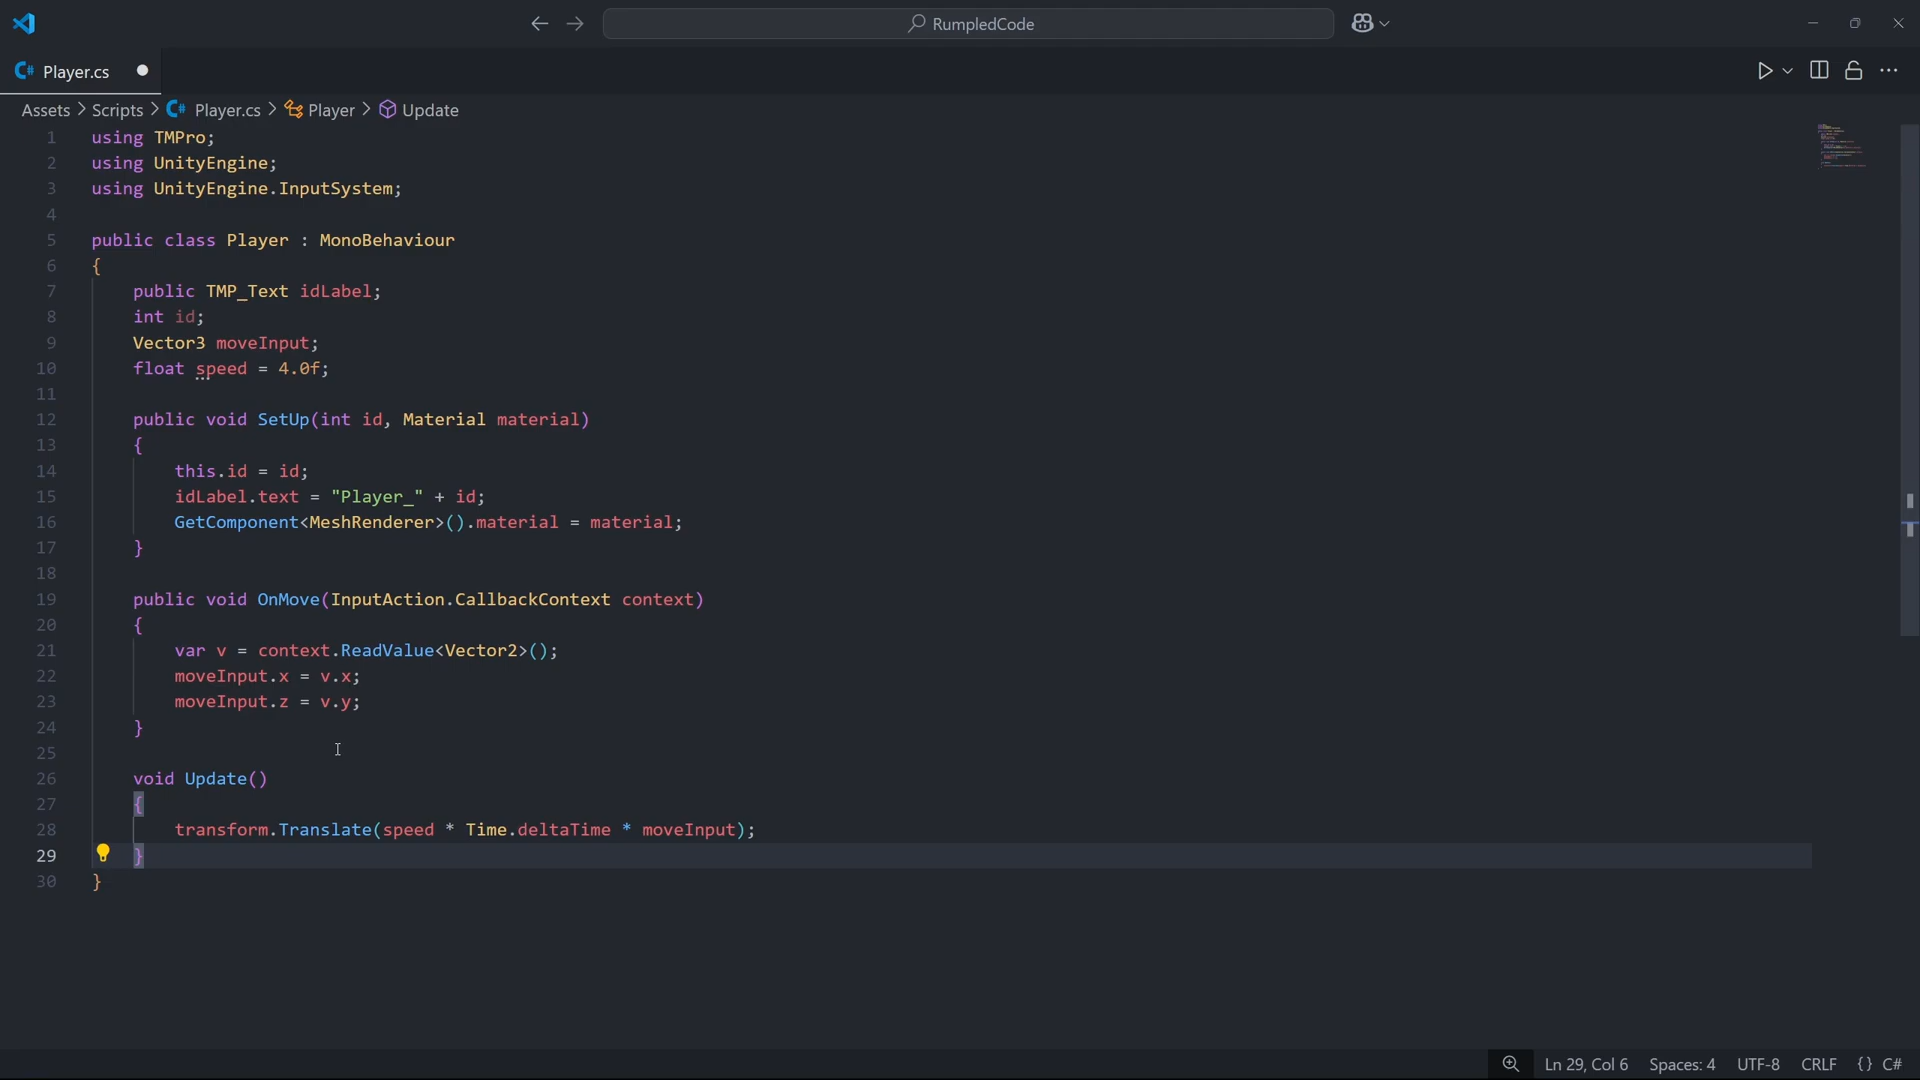 RumpledCode
Player.cs
Assets > Scripts > Player.cs > Player > Update
1 using TMPro;
2 using UnityEngine;
3 using UnityEngine.InputSystem;
4
5 public class Player : MonoBehaviour
6 {
7 public TMP_Text idLabel;
8 int id;
9 Vector3 moveInput;
10 float speed = 4.0f;
11
12 public void SetUp(int id, Material material)
13 {
14 this.id = id;
15 idLabel.text = "Player_" + id;
16 GetComponent<MeshRenderer>().material = material;
17 }
18
19 public void OnMove(InputAction.CallbackContext context)
20 {
21 var v = context.ReadValue<Vector2>();
22 moveInput.x = v.x;
23 moveInput.z = v.y;
24 }
25
26 void Update()
27 {
28 transform.Translate(speed * Time.deltaTime * moveInput);
29 }
30 }
Ln 29, Col 6 Spaces: 4 UTF-8 CRLF {} C#